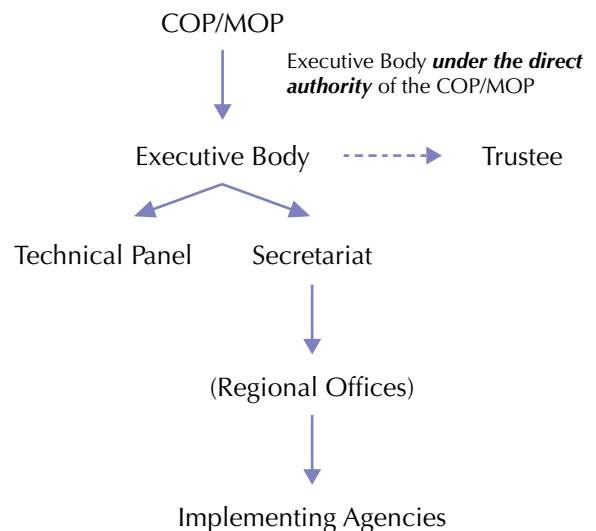 COP/MOP
Executive Body under the direct
authority of the COP/MOP
Executive Body
Trustee
Technical Panel
Secretariat
(Regional Offices)
Implementing Agencies